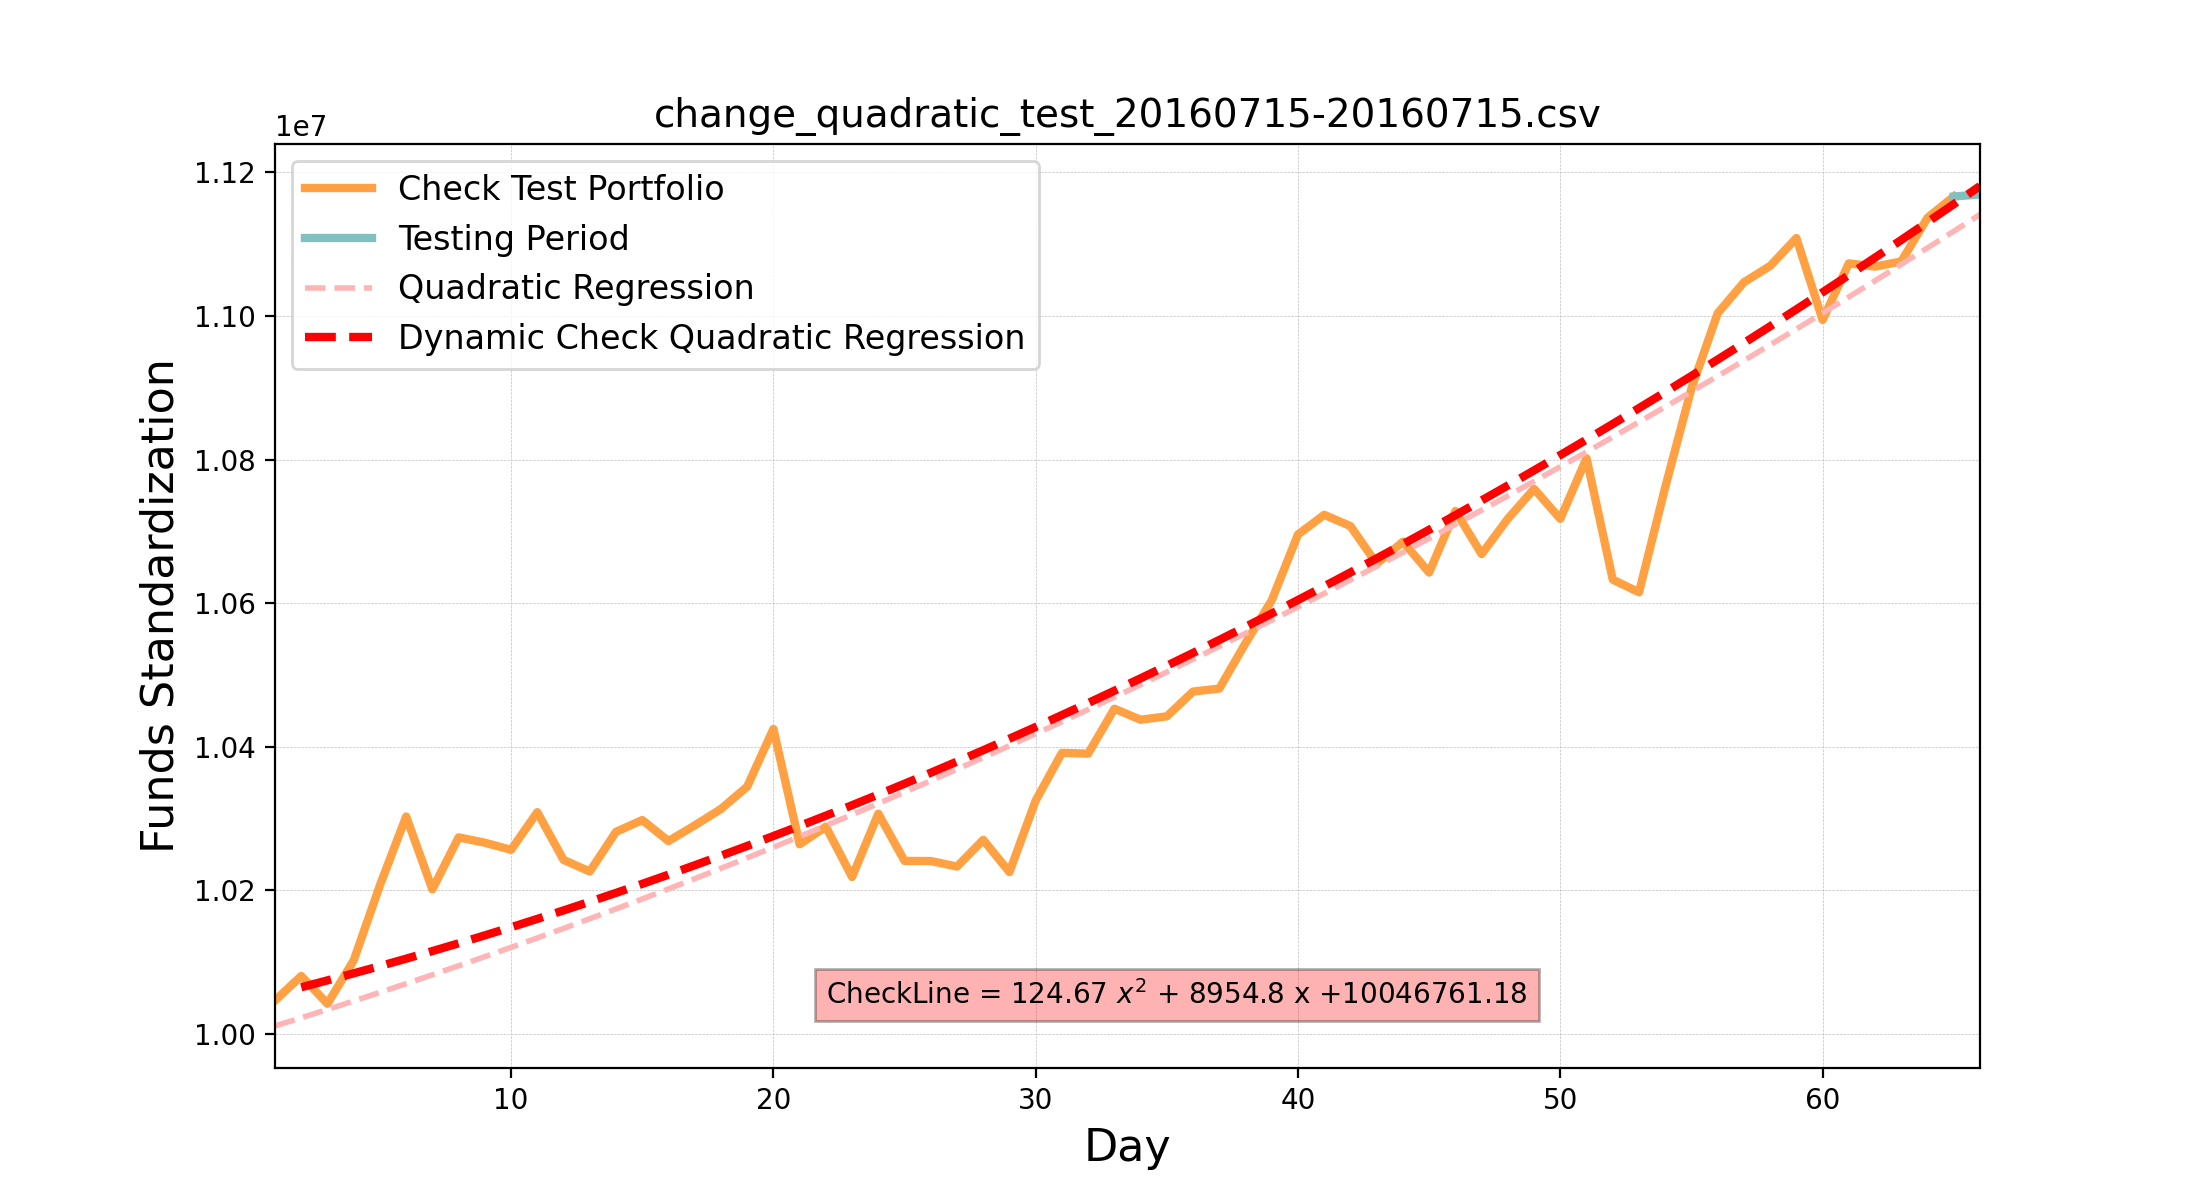 change_quadratic_test_20160715-20160715.csv
1e7
1.12
1.10
1.08
1.06
1.04
1.02
1.00
Funds Standardization
Check Test Portfolio
Testing Period
Quadratic Regression
Dynamic Check Quadratic Regression
CheckLine = 124.67 x² + 8954.8 x +10046761.18
10 20 30 40 50 60
Day